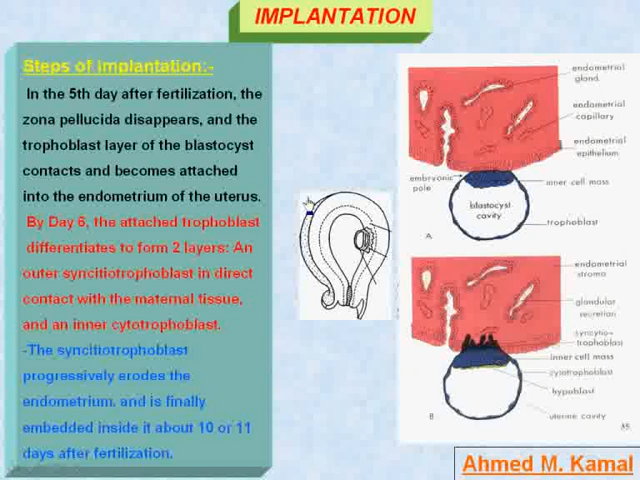 IMPLANTATION
Steps of implantation:-
In the 5th day after fertilization, the
zona pellucida disappears, and the
trophoblast layer of the blastocyst
contacts and becomes attached
into the endometrium of the uterus.
By Day 6, the attached trophoblast
differentiates to form 2 layers: An
outer syncitiotrophoblast in direct
contact with the maternal tissue,
and an inner cytotrophoblast.
-The syncitiotrophoblast
progressively erodes the
endometrium. and is finally
embedded inside it about 10 or 11
days after fertilization.
endometrial
gland
endometrial
capillary
endometrial
epithelium
embryonic
pole
inner cell mass
blastocyst
cavity
trophoblast
A
endometrial
stroma
glandular
secretion
syncytio-
trophoblast
inner cell mass
cytotrophoblast
hypoblast
B
uterine cavity
Ahmed M. Kamal